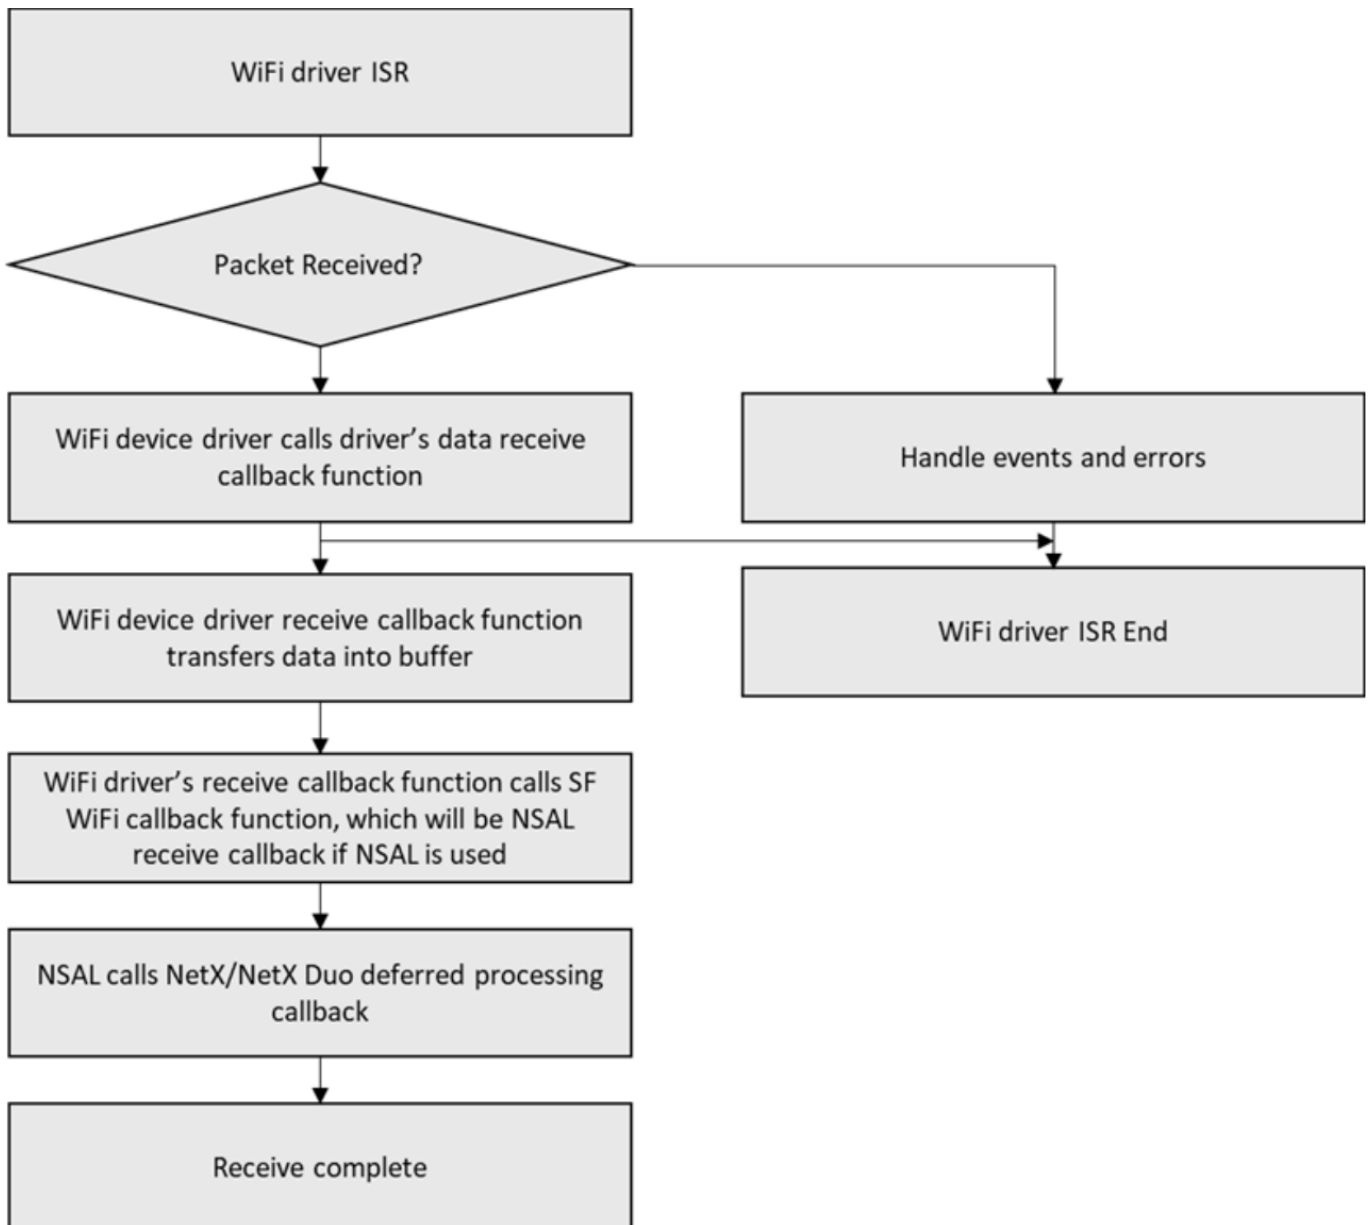 WiFi driver ISR
Packet Received?
WiFi device driver calls driver’s data receive
callback function
Handle events and errors
WiFi device driver receive callback function
transfers data into buffer
WiFi driver ISR End
WiFi driver’s receive callback function calls SF
WiFi callback function, which will be NSAL
receive callback if NSAL is used
NSAL calls NetX/NetX Duo deferred processing
callback
Receive complete